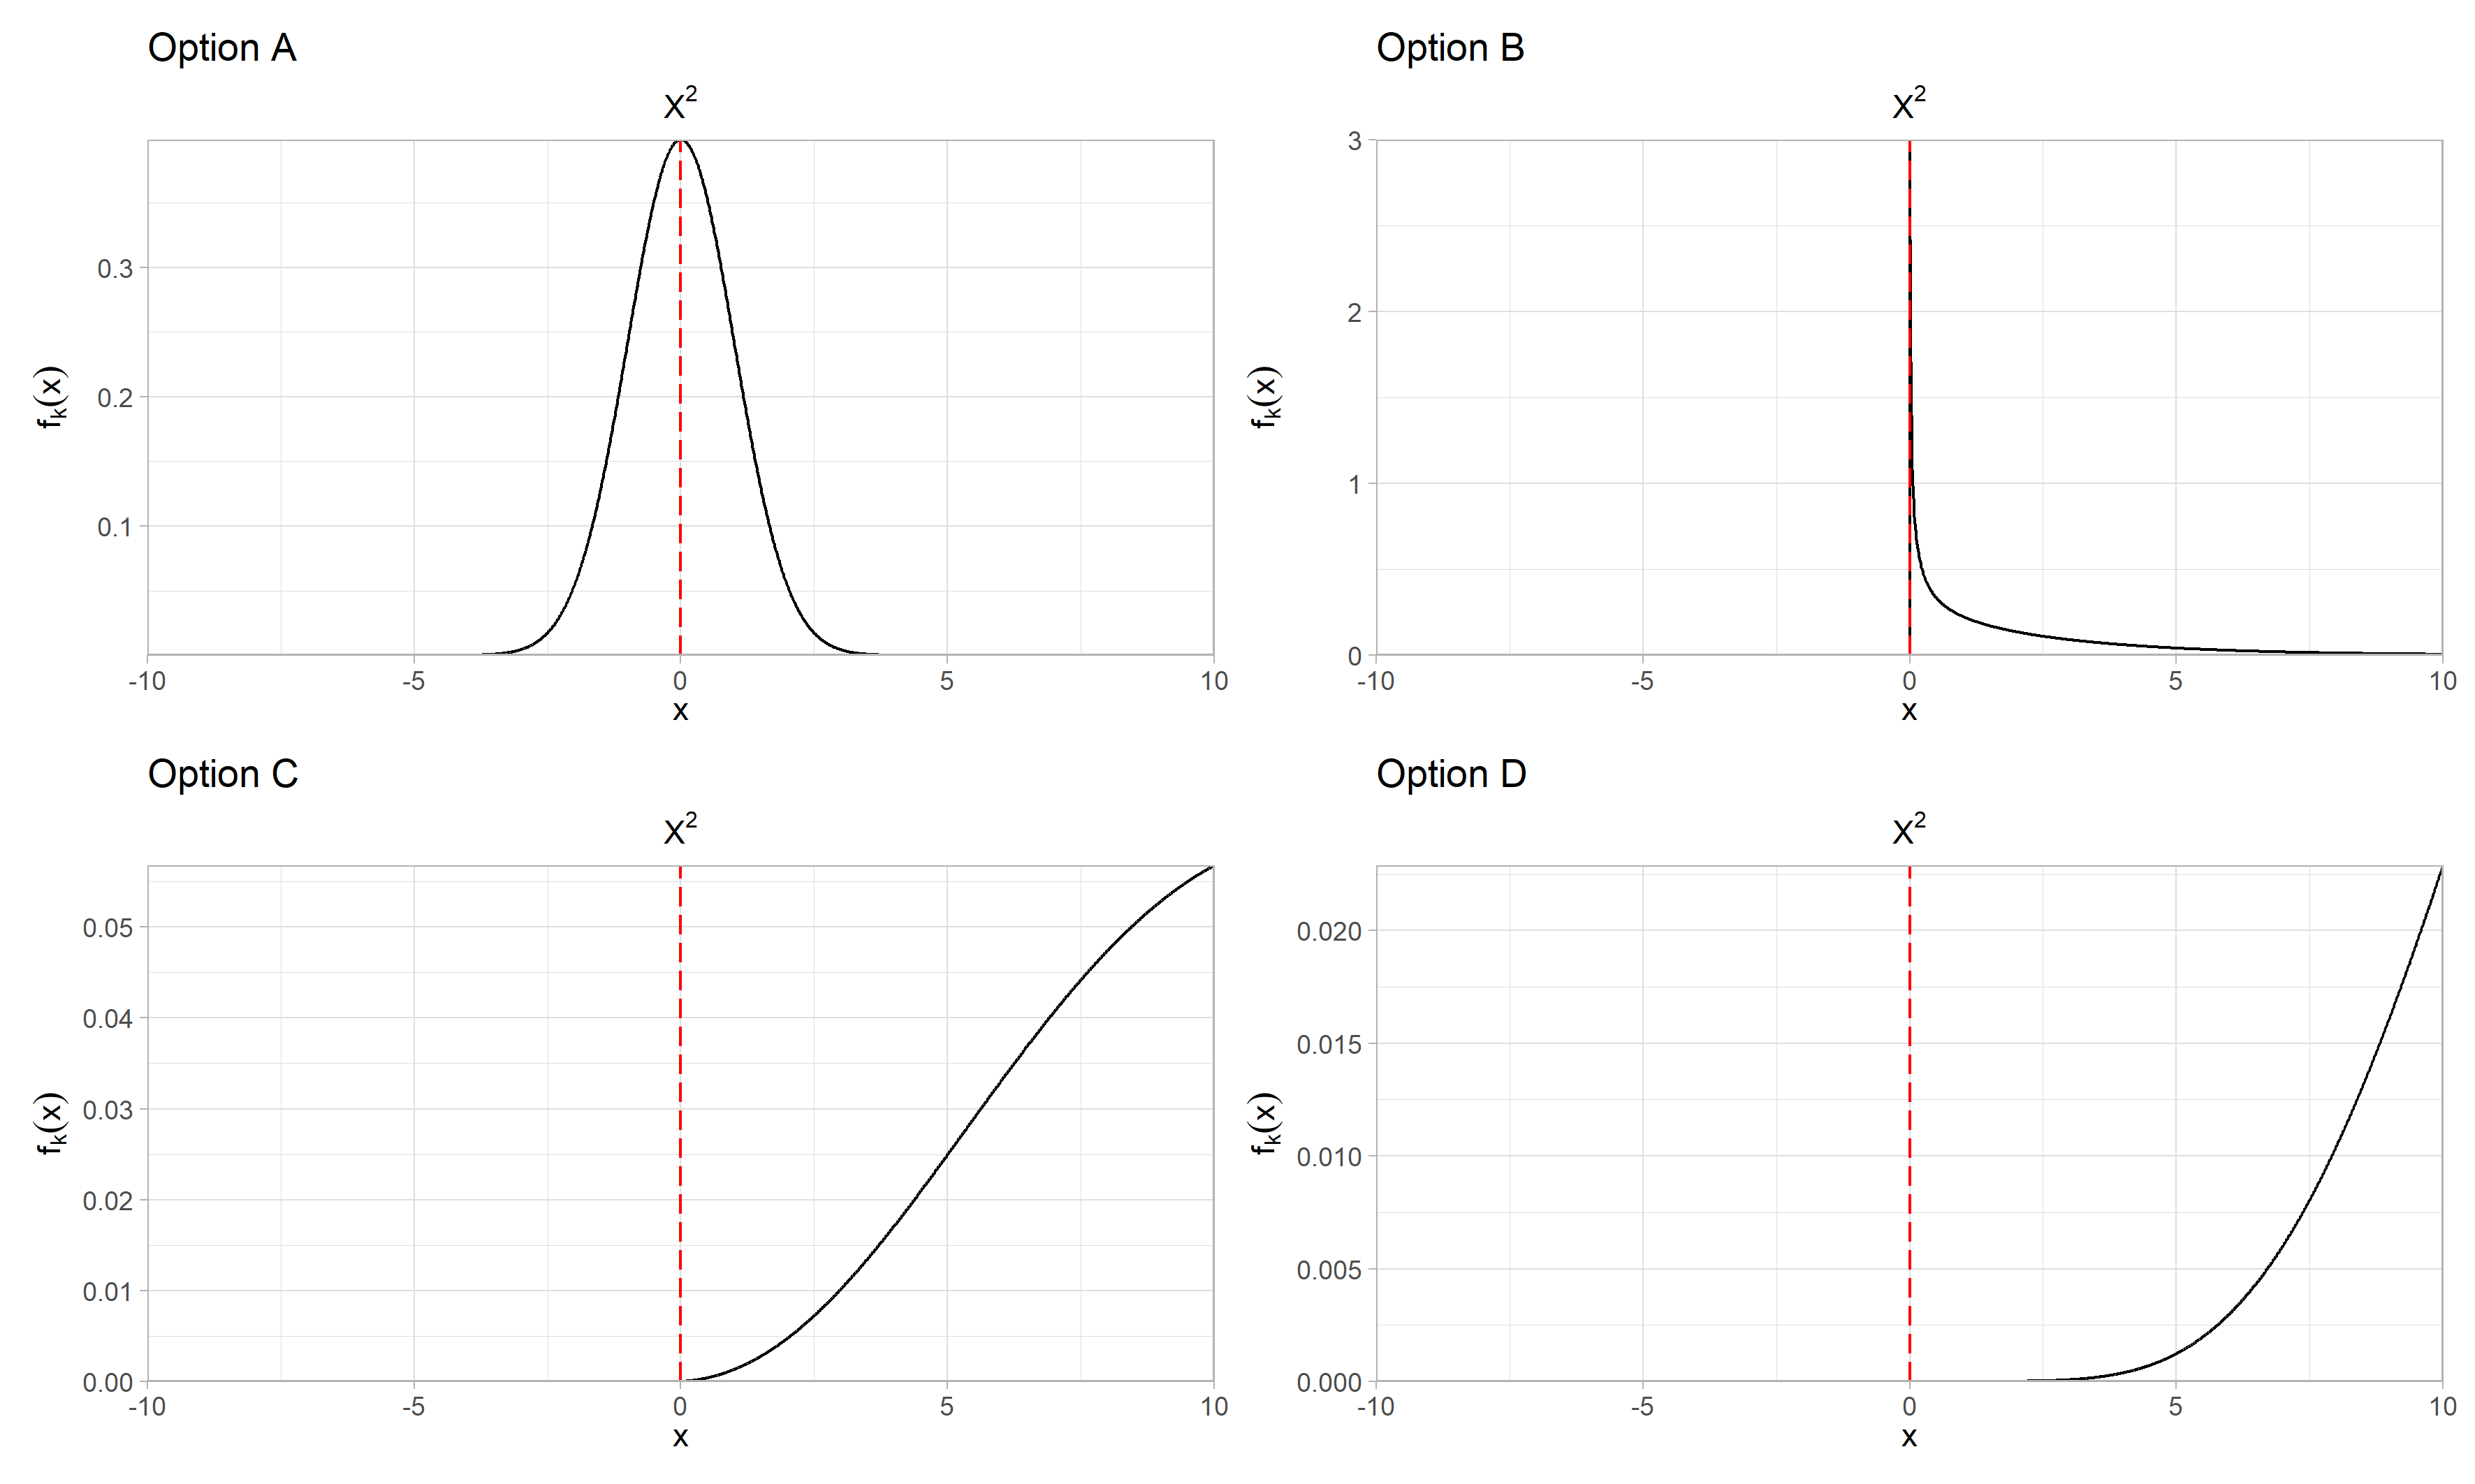 Option A
X²
fₖ(x)
0.3
0.2
0.1
-10 -5 0 5 10
x
Option B
X²
fₖ(x)
3
2
1
0
-10 -5 0 5 10
x
Option C
X²
fₖ(x)
0.05
0.04
0.03
0.02
0.01
0.00
-10 -5 0 5 10
x
Option D
X²
fₖ(x)
0.020
0.015
0.010
0.005
0.000
-10 -5 0 5 10
x